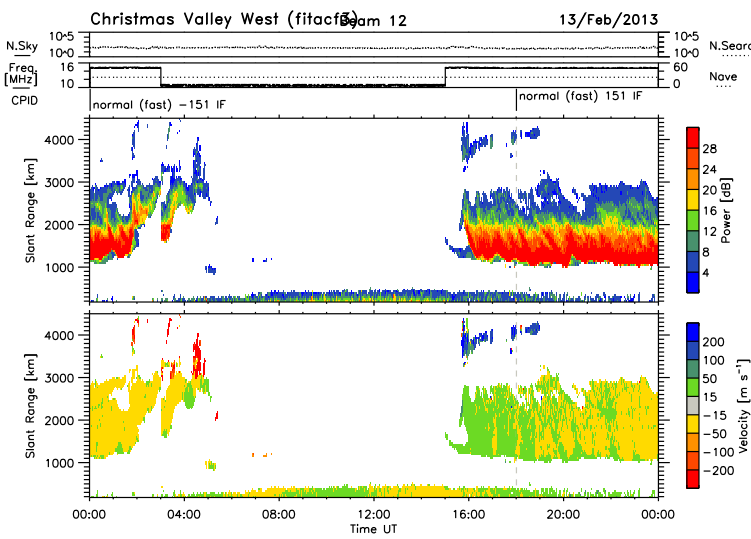 Christmas Valley West (fitacf3) Beam 12 13/Feb/2013
N.Sky 10^5 10^0 10^5 10^0 N.Searc
Freq. [MHz] 16 10 60 0 Nave
CPID normal (fast) -151 IF normal (fast) 151 IF
Slant Range [km] 4000 3000 2000 1000
28 24 20 16 12 8 4 Power [dB]
Slant Range [km] 4000 3000 2000 1000
200 100 50 15 -15 -50 -100 -200 Velocity [m s⁻¹]
00:00 04:00 08:00 12:00 16:00 20:00 00:00
Time UT